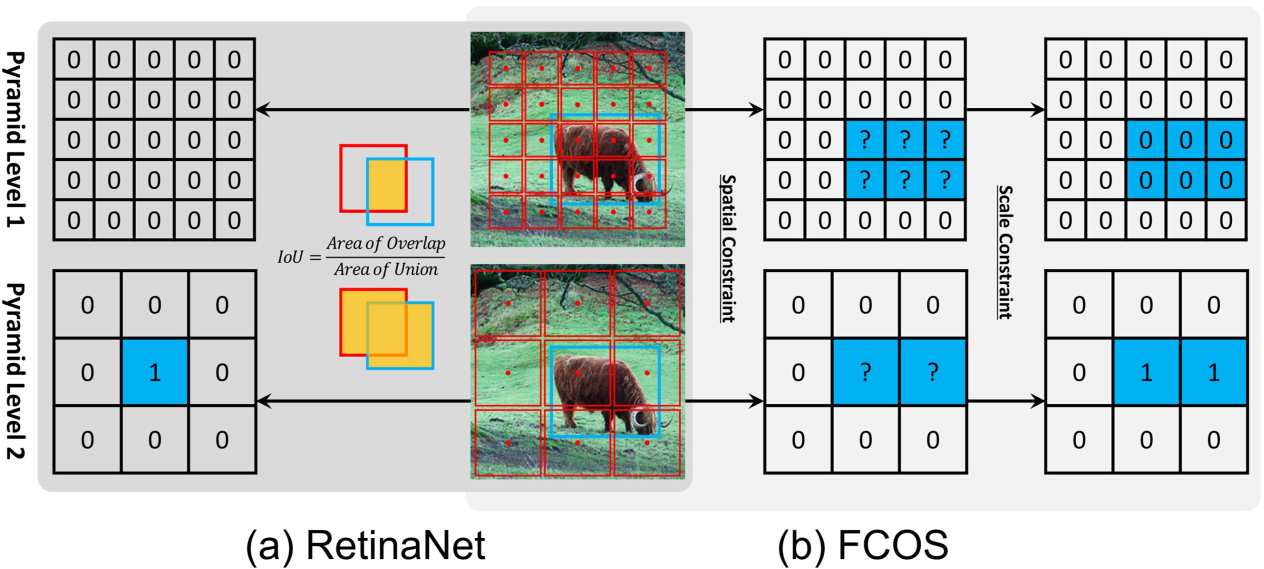 Pyramid Level 1
0 0 0 0 0
0 0 0 0 0
0 0 0 0 0
0 0 0 0 0
0 0 0 0 0
Pyramid Level 2
0 0 0
0 1 0
0 0 0
IoU = Area of Overlap
Area of Union
Spatial Constraint
0 0 0 0 0
0 0 0 0 0
0 0 ? ? ?
0 0 ? ? ?
0 0 0 0 0
0 0 0
0 ? ?
0 0 0
Scale Constraint
0 0 0 0 0
0 0 0 0 0
0 0 0 0 0
0 0 0 0 0
0 0 0 0 0
0 0 0
0 1 1
0 0 0
(a) RetinaNet
(b) FCOS